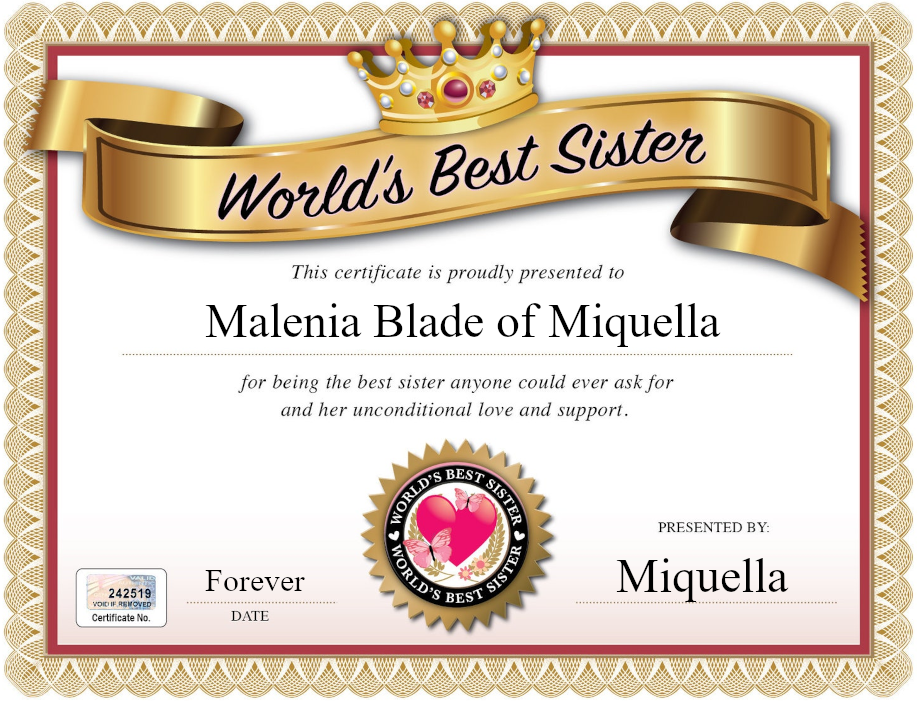 World's Best Sister
This certificate is proudly presented to
Malenia Blade of Miquella
for being the best sister anyone could ever ask for
and her unconditional love and support.
WORLD'S BEST SISTER
WORLD'S BEST SISTER
PRESENTED BY:
Miquella
Forever
DATE
VALID
242519
VOID IF REMOVED
Certificate No.